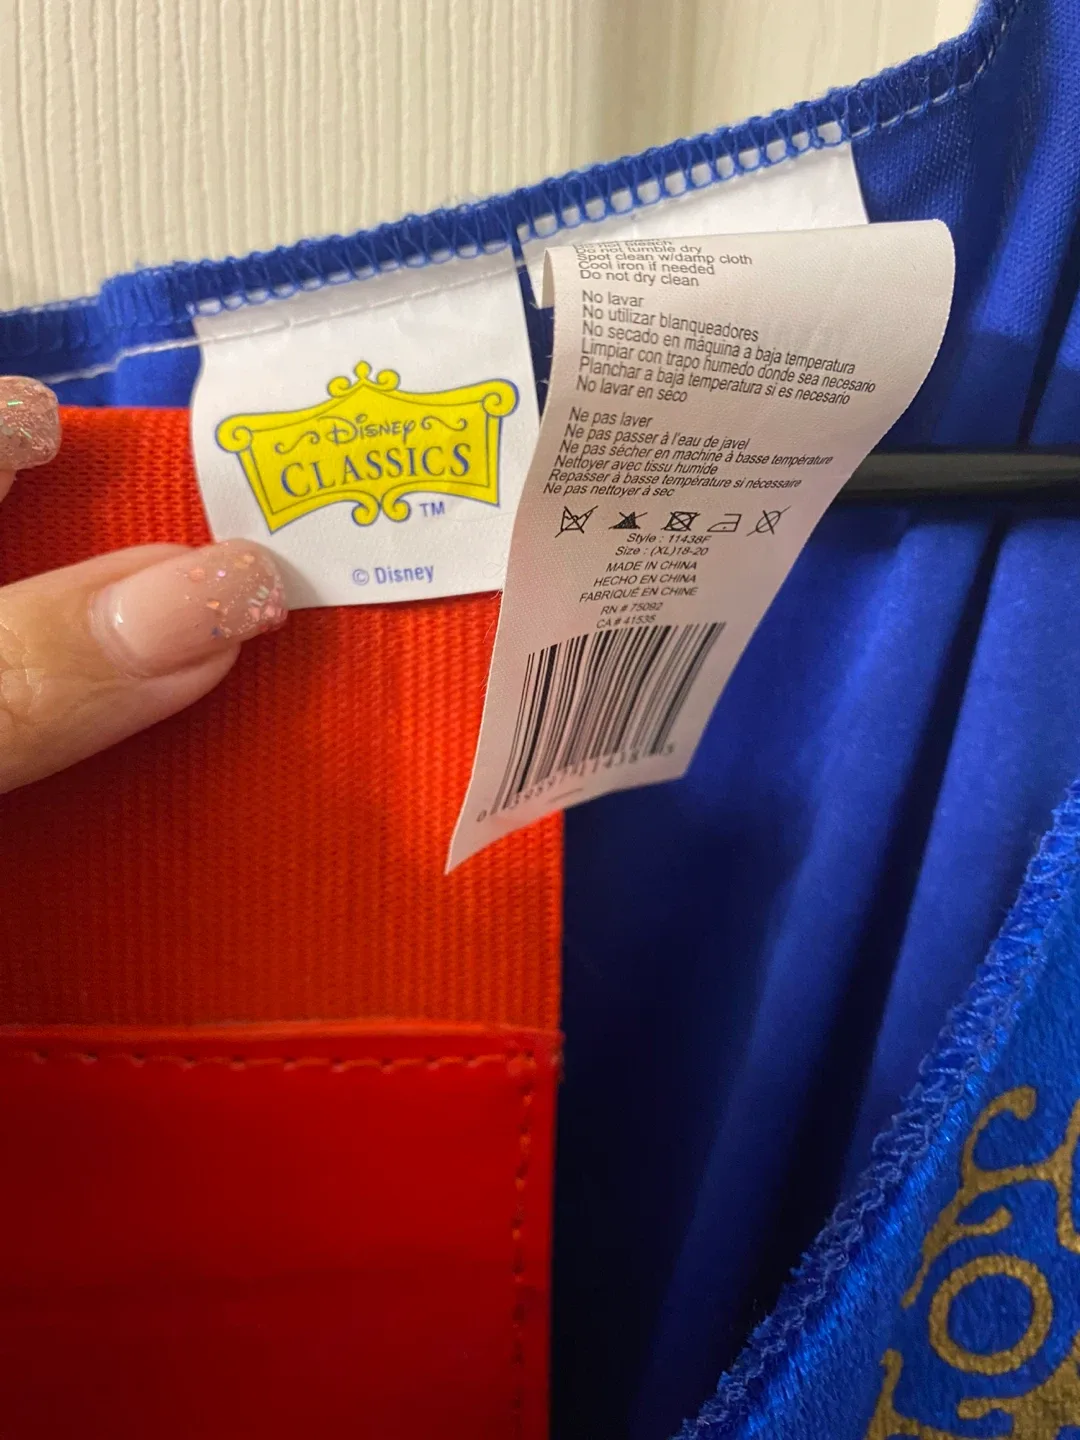 Disney
CLASSICS
TM
© Disney
Do not bleach
Do not tumble dry
Spot clean w/damp cloth
Cool iron if needed
Do not dry clean
No lavar
No utilizar blanqueadores
No secado en máquina a baja temperatura
Limpiar con trapo humedo donde sea necesario
Planchar a baja temperatura si es necesario
No lavar en séco
Ne pas laver
Ne pas passer à l'eau de javel
Ne pas sécher en machine à basse température
Nettoyer avec tissu humide
Repasser à basse température si nécessaire
Ne pas nettoyer à sec
Style : 11438F
Size : (XL)18-20
MADE IN CHINA
HECHO EN CHINA
FABRIQUÉ EN CHINE
RN # 75092
CA # 41535